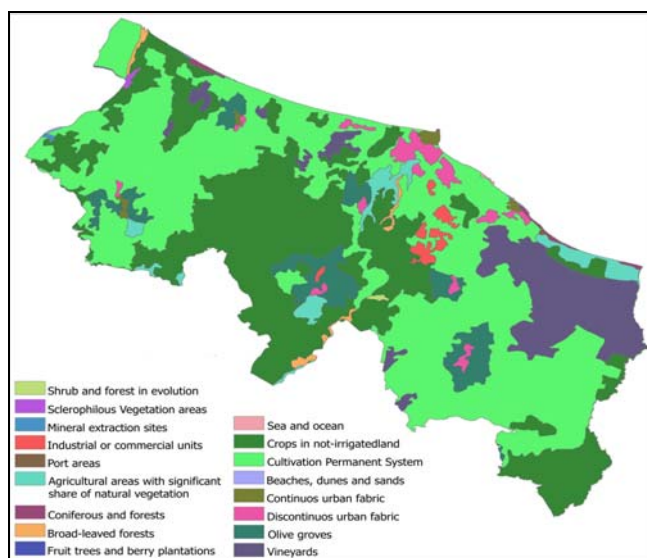 Shrub and forest in evolution
Sclerophilous Vegetation areas
Mineral extraction sites
Industrial or commercial units
Port areas
Agricultural areas with significant
share of natural vegetation
Coniferous and forests
Broad-leaved forests
Fruit trees and berry plantations
Sea and ocean
Crops in not-irrigatedland
Cultivation Permanent System
Beaches, dunes and sands
Continuos urban fabric
Discontinuos urban fabric
Olive groves
Vineyards